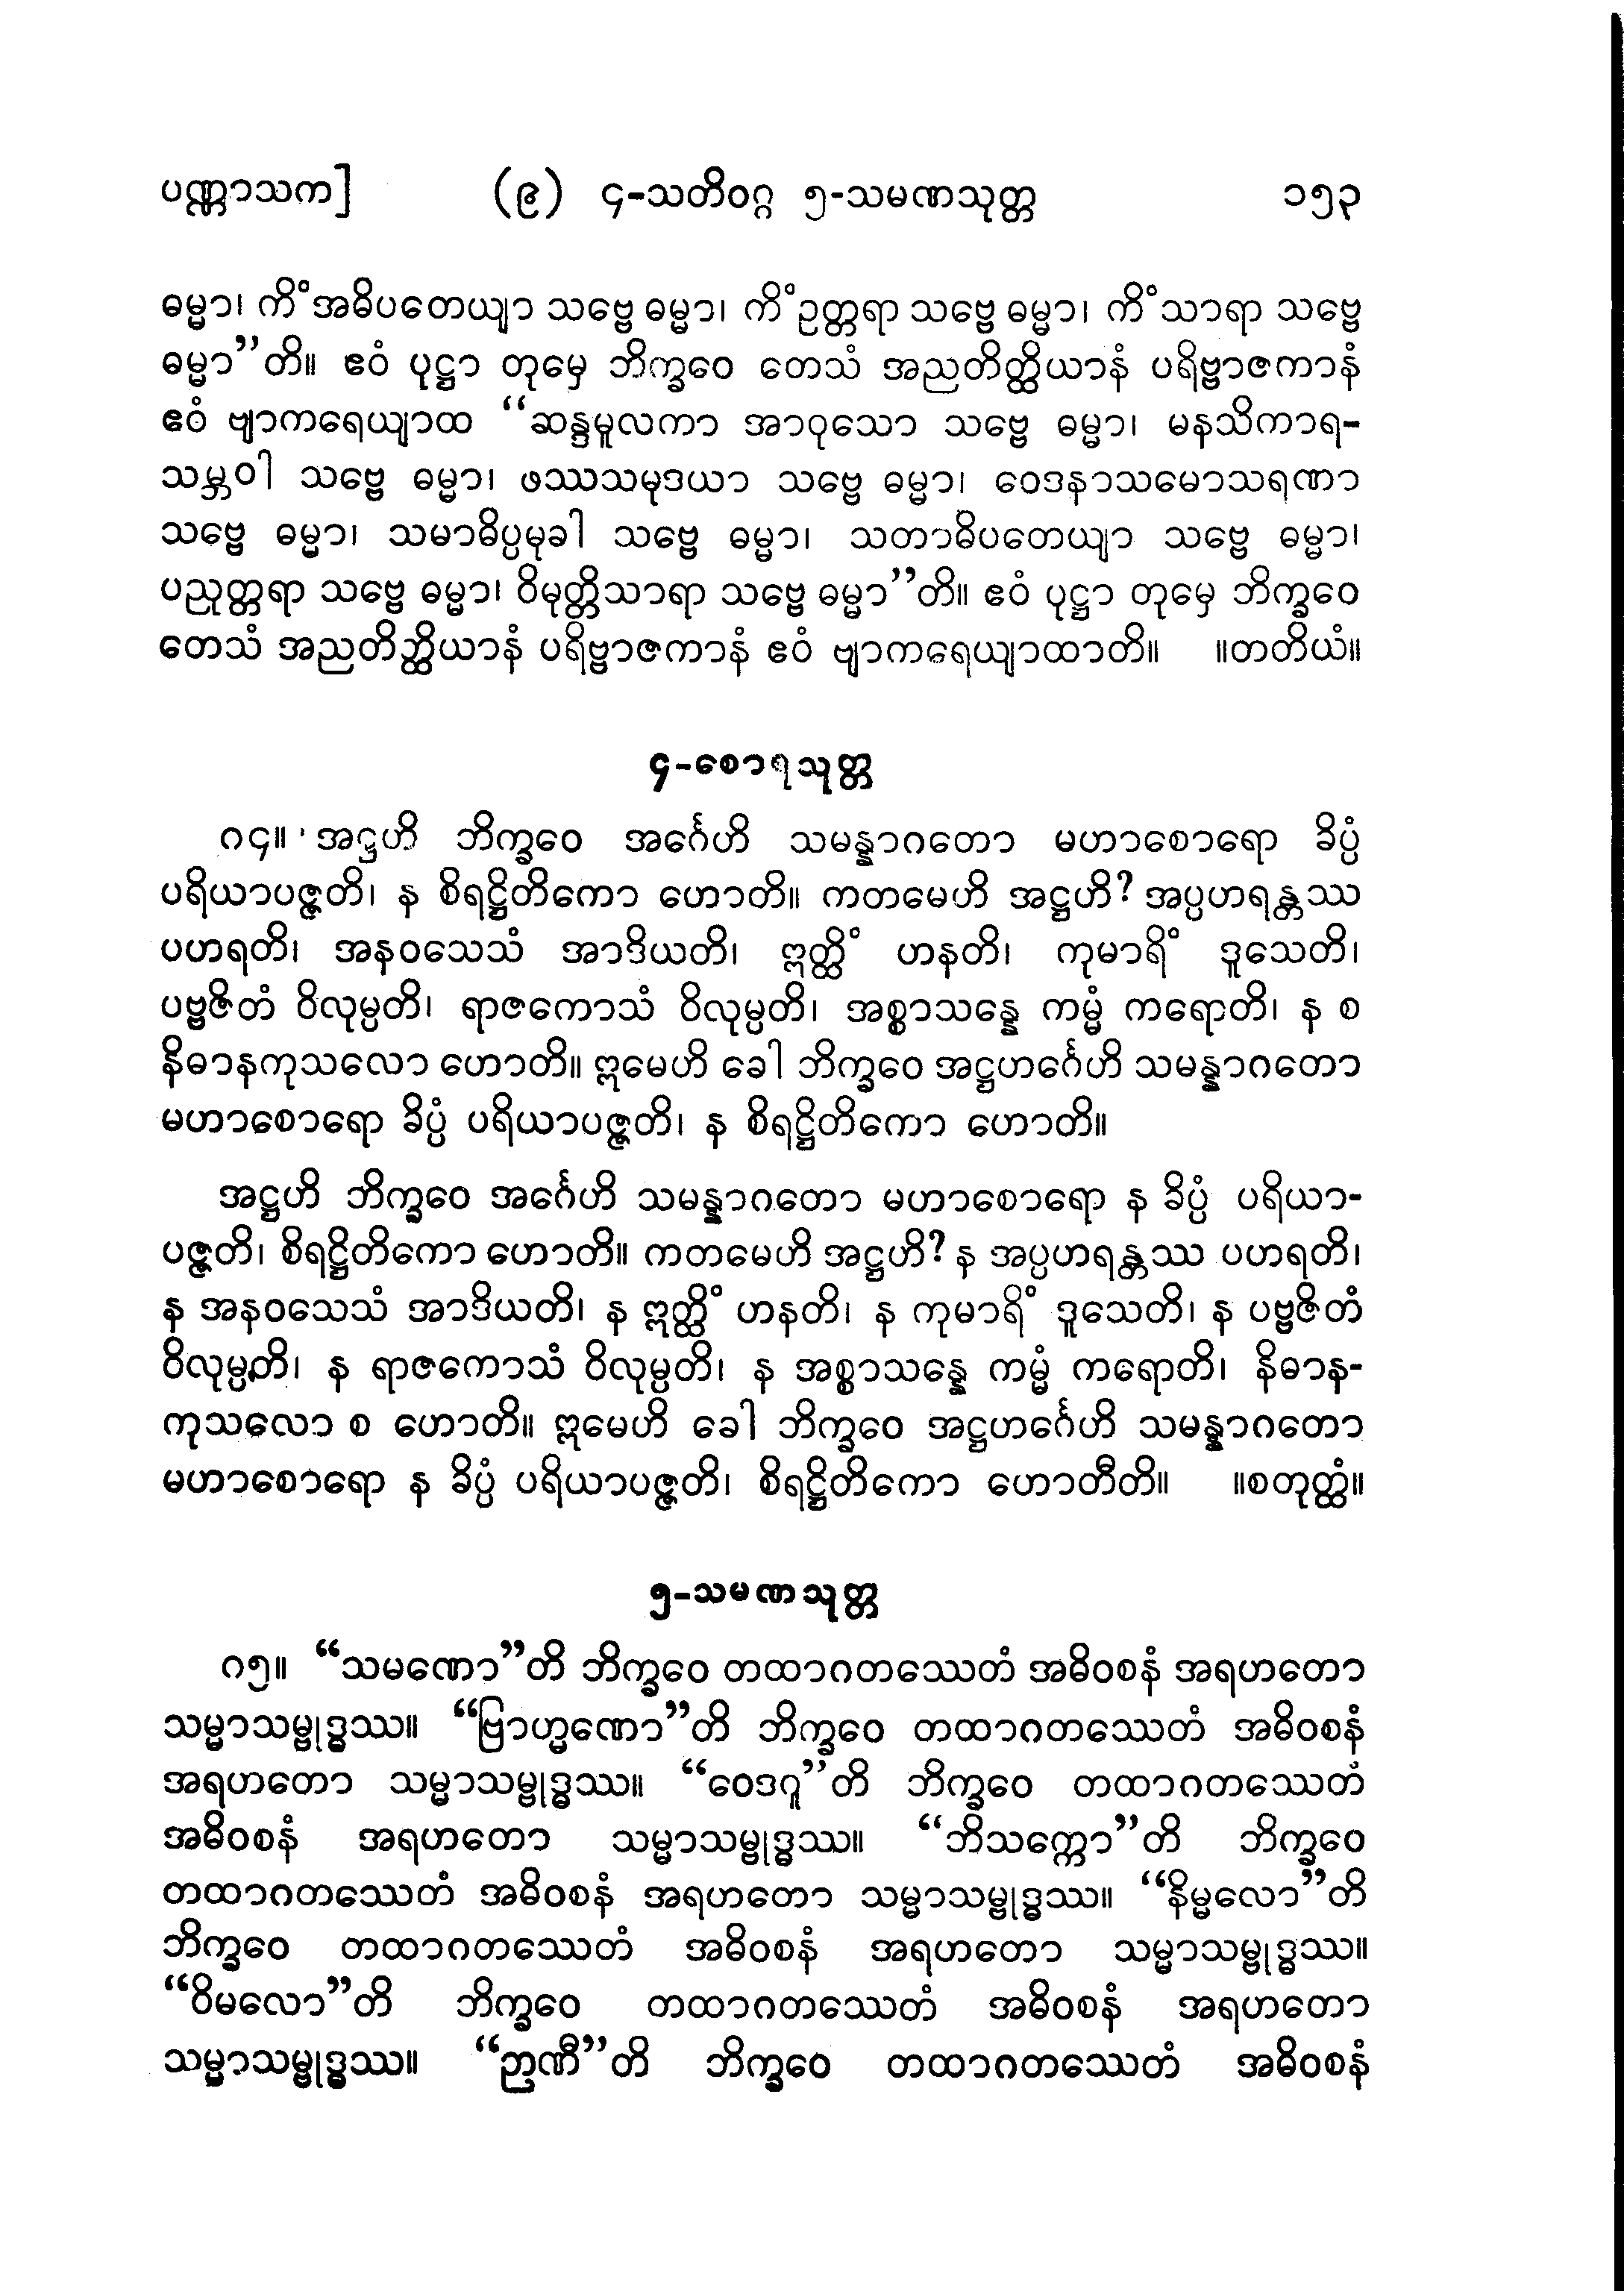 ပဏ္ဏာသက] (၉) ၄-သတိဝဂ္ဂ ၅-သမဏသုတ္တ ၁၅၃
ဓမ္မာ၊ ကိံအဓိပတေယျာ သဗ္ဗေ ဓမ္မာ၊ ကိံဥတ္တရာ သဗ္ဗေ ဓမ္မာ၊ ကိံသာရာ သဗ္ဗေ
ဓမ္မာ”တိ။ ဧဝံ ပုဋ္ဌာ တုမှေ ဘိက္ခဝေ တေသံ အညတိတ္ထိယာနံ ပရိဗ္ဗာဇကာနံ
ဧဝံ ဗျာကရေယျာထ “ဆန္ဒမူလကာ အာဝုသော သဗ္ဗေ ဓမ္မာ၊ မနသိကာရ-
သမ္ဘဝါ သဗ္ဗေ ဓမ္မာ၊ ဖဿသမုဒယာ သဗ္ဗေ ဓမ္မာ၊ ဝေဒနာသမောသရဏာ
သဗ္ဗေ ဓမ္မာ၊ သမာဓိပ္ပမုခါ သဗ္ဗေ ဓမ္မာ၊ သတာဓိပတေယျာ သဗ္ဗေ ဓမ္မာ၊
ပညုတ္တရာ သဗ္ဗေ ဓမ္မာ၊ ဝိမုတ္တိသာရာ သဗ္ဗေ ဓမ္မာ”တိ။ ဧဝံ ပုဋ္ဌာ တုမှေ ဘိက္ခဝေ
တေသံ အညတိတ္ထိယာနံ ပရိဗ္ဗာဇကာနံ ဧဝံ ဗျာကရေယျာထာတိ။ ။တတိယံ။
၄-စောရသုတ္တ
၈၄။ အဋ္ဌဟိ ဘိက္ခဝေ အင်္ဂေဟိ သမန္နာဂတော မဟာစောရော ခိပ္ပံ
ပရိယာပဇ္ဇတိ၊ န စိရဋ္ဌိတိကော ဟောတိ။ ကတမေဟိ အဋ္ဌဟိ? အပ္ပဟရန္တဿ
ပဟရတိ၊ အနဝသေသံ အာဒိယတိ၊ ဣတ္ထိံ ဟနတိ၊ ကုမာရိံ ဒူသေတိ၊
ပဗ္ဗဇိတံ ဝိလုမ္ပတိ၊ ရာဇကောသံ ဝိလုမ္ပတိ၊ အစ္စာသန္နေ ကမ္မံ ကရောတိ၊ န စ
နိဓာနကုသလော ဟောတိ။ ဣမေဟိ ခေါ ဘိက္ခဝေ အဋ္ဌဟင်္ဂေဟိ သမန္နာဂတော
မဟာစောရော ခိပ္ပံ ပရိယာပဇ္ဇတိ၊ န စိရဋ္ဌိတိကော ဟောတိ။
အဋ္ဌဟိ ဘိက္ခဝေ အင်္ဂေဟိ သမန္နာဂတော မဟာစောရော န ခိပ္ပံ ပရိယာ-
ပဇ္ဇတိ၊ စိရဋ္ဌိတိကော ဟောတိ။ ကတမေဟိ အဋ္ဌဟိ? န အပ္ပဟရန္တဿ ပဟရတိ၊
န အနဝသေသံ အာဒိယတိ၊ န ဣတ္ထိံ ဟနတိ၊ န ကုမာရိံ ဒူသေတိ၊ န ပဗ္ဗဇိတံ
ဝိလုမ္ပတိ၊ န ရာဇကောသံ ဝိလုမ္ပတိ၊ န အစ္စာသန္နေ ကမ္မံ ကရောတိ၊ နိဓာန-
ကုသလော စ ဟောတိ။ ဣမေဟိ ခေါ ဘိက္ခဝေ အဋ္ဌဟင်္ဂေဟိ သမန္နာဂတော
မဟာစောရော န ခိပ္ပံ ပရိယာပဇ္ဇတိ၊ စိရဋ္ဌိတိကော ဟောတီတိ။ ။စတုတ္ထံ။
၅-သမဏသုတ္တ
၈၅။ “သမဏော”တိ ဘိက္ခဝေ တထာဂတဿေတံ အဓိဝစနံ အရဟတော
သမ္မာသမ္ဗုဒ္ဓဿ။ “ဗြာဟ္မဏော”တိ ဘိက္ခဝေ တထာဂတဿေတံ အဓိဝစနံ
အရဟတော သမ္မာသမ္ဗုဒ္ဓဿ။ “ဝေဒဂူ”တိ ဘိက္ခဝေ တထာဂတဿေတံ
အဓိဝစနံ အရဟတော သမ္မာသမ္ဗုဒ္ဓဿ။ “ဘိသက္ကော”တိ ဘိက္ခဝေ
တထာဂတဿေတံ အဓိဝစနံ အရဟတော သမ္မာသမ္ဗုဒ္ဓဿ။ “နိမ္မလော”တိ
ဘိက္ခဝေ တထာဂတဿေတံ အဓိဝစနံ အရဟတော သမ္မာသမ္ဗုဒ္ဓဿ။
“ဝိမလော”တိ ဘိက္ခဝေ တထာဂတဿေတံ အဓိဝစနံ အရဟတော
သမ္မာသမ္ဗုဒ္ဓဿ။ “ဉာဏီ”တိ ဘိက္ခဝေ တထာဂတဿေတံ အဓိဝစနံ